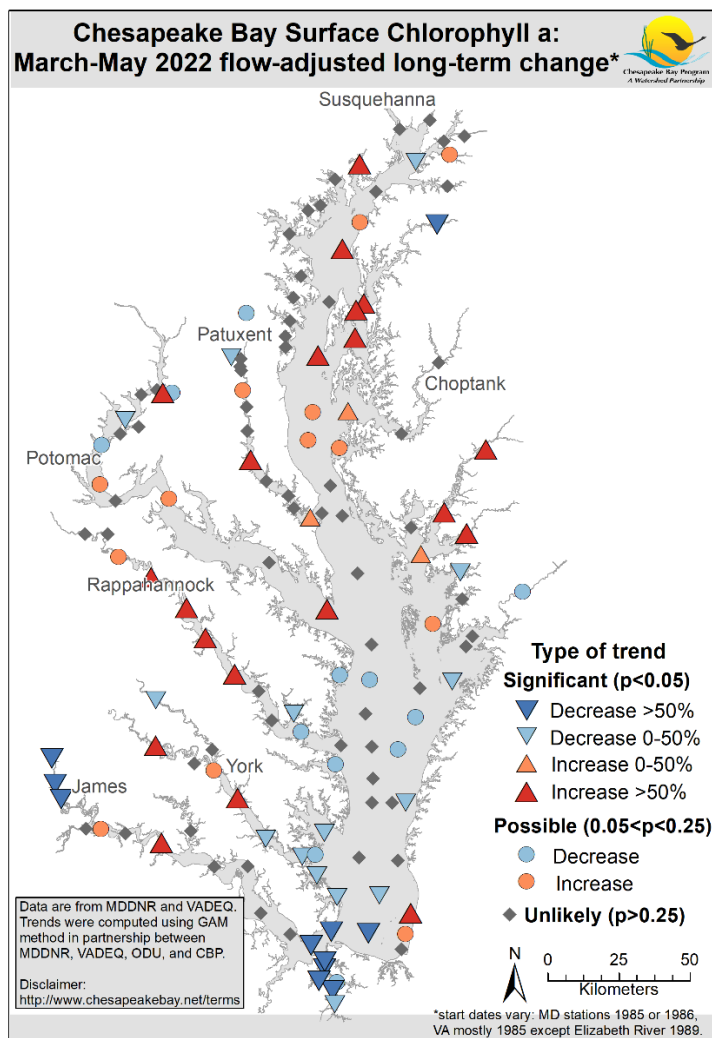 Chesapeake Bay Surface Chlorophyll a:
March-May 2022 flow-adjusted long-term change*
Chesapeake Bay Program
A Watershed Partnership
Susquehanna
Patuxent
Choptank
Potomac
Rappahannock
York
James
Type of trend
Significant (p<0.05)
Decrease >50%
Decrease 0-50%
Increase 0-50%
Increase >50%
Possible (0.05<p<0.25)
Decrease
Increase
Unlikely (p>0.25)
N
0 25 50
Kilometers
Data are from MDDNR and VADEQ.
Trends were computed using GAM
method in partnership between
MDDNR, VADEQ, ODU, and CBP.
Disclaimer:
http://www.chesapeakebay.net/terms
*start dates vary: MD stations 1985 or 1986,
VA mostly 1985 except Elizabeth River 1989.